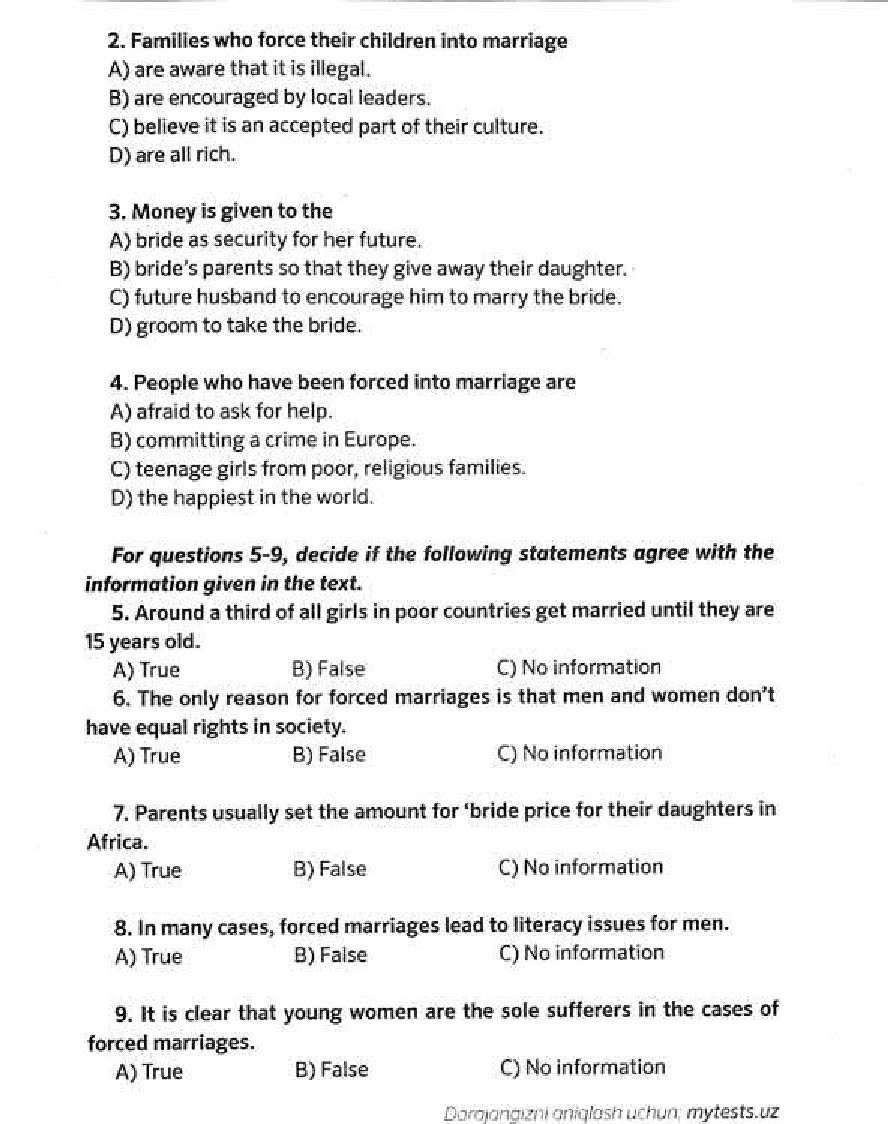 2. Families who force their children into marriage
A) are aware that it is illegal.
B) are encouraged by local leaders.
C) believe it is an accepted part of their culture.
D) are all rich.
3. Money is given to the
A) bride as security for her future.
B) bride's parents so that they give away their daughter.
C) future husband to encourage him to marry the bride.
D) groom to take the bride.
4. People who have been forced into marriage are
A) afraid to ask for help.
B) committing a crime in Europe.
C) teenage girls from poor, religious families.
D) the happiest in the world.
For questions 5-9, decide if the following statements agree with the
information given in the text.
5. Around a third of all girls in poor countries get married until they are
15 years old.
A) True B) False C) No information
6. The only reason for forced marriages is that men and women don't
have equal rights in society.
A) True B) False C) No information
7. Parents usually set the amount for ‘bride price for their daughters in
Africa.
A) True B) False C) No information
8. In many cases, forced marriages lead to literacy issues for men.
A) True B) False C) No information
9. It is clear that young women are the sole sufferers in the cases of
forced marriages.
A) True B) False C) No information
Darajangizni aniqlash uchun: mytests.uz